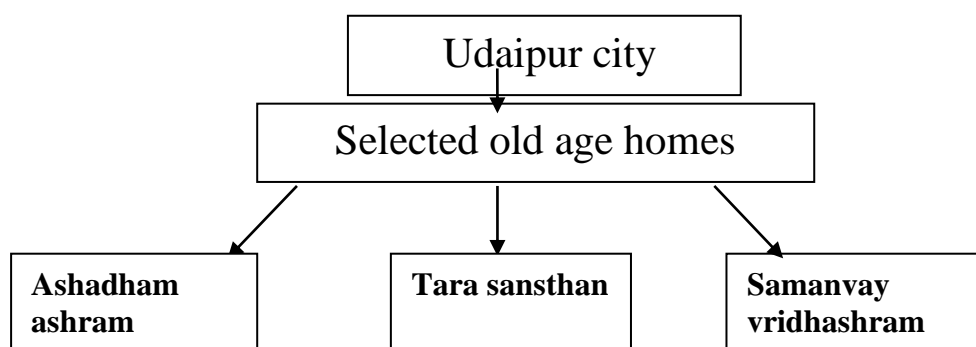 Udaipur city
Selected old age homes
Ashadham
ashram
Tara sansthan
Samanvay
vridhashram